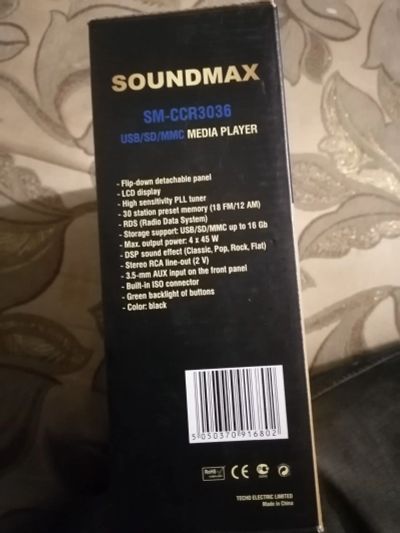 SOUNDMAX
SM-CCR3036
USB/SD/MMC MEDIA PLAYER
- Flip-down detachable panel
- LCD display
- High sensitivity PLL tuner
- 30 station preset memory (18 FM/12 AM)
- RDS (Radio Data System)
- Storage support: USB/SD/MMC up to 16 Gb
- Max. output power: 4 x 45 W
- DSP sound effect (Classic, Pop, Rock, Flat)
- Stereo RCA line-out (2 V)
- 3.5-mm AUX input on the front panel
- Built-in ISO connector
- Green backlight of buttons
- Color: black
5 050370 916802
RoHS
CE
TECHO ELECTRIC LIMITED
Made in China